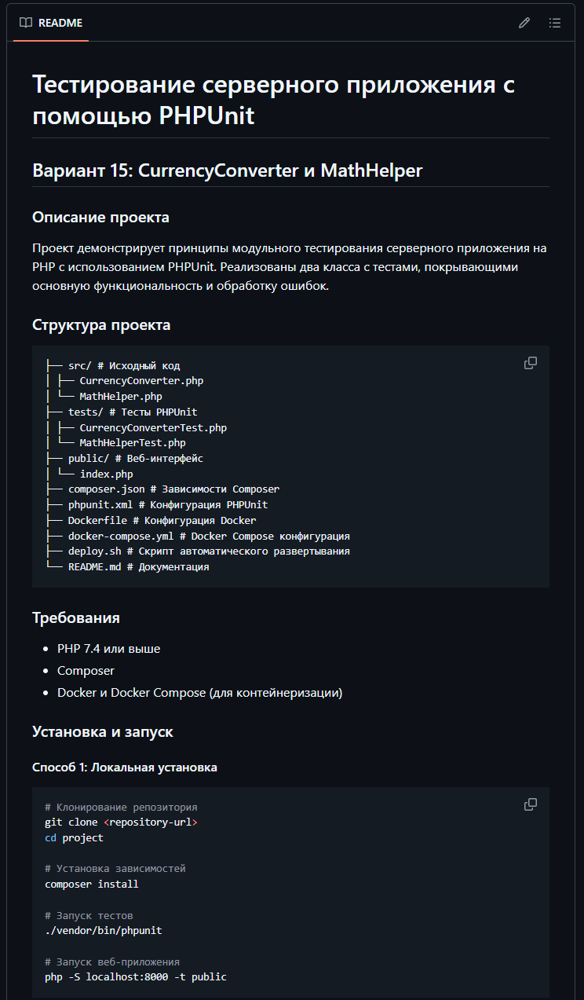 README
Тестирование серверного приложения с
помощью PHPUnit
Вариант 15: CurrencyConverter и MathHelper
Описание проекта
Проект демонстрирует принципы модульного тестирования серверного приложения на
PHP с использованием PHPUnit. Реализованы два класса с тестами, покрывающими
основную функциональность и обработку ошибок.
Структура проекта
├── src/ # Исходный код
│ ├── CurrencyConverter.php
│ └── MathHelper.php
├── tests/ # Тесты PHPUnit
│ ├── CurrencyConverterTest.php
│ └── MathHelperTest.php
├── public/ # Веб-интерфейс
│ └── index.php
├── composer.json # Зависимости Composer
├── phpunit.xml # Конфигурация PHPUnit
├── Dockerfile # Конфигурация Docker
├── docker-compose.yml # Docker Compose конфигурация
├── deploy.sh # Скрипт автоматического развертывания
└── README.md # Документация
Требования
• PHP 7.4 или выше
• Composer
• Docker и Docker Compose (для контейнеризации)
Установка и запуск
Способ 1: Локальная установка
# Клонирование репозитория
git clone <repository-url>
cd project
# Установка зависимостей
composer install
# Запуск тестов
./vendor/bin/phpunit
# Запуск веб-приложения
php -S localhost:8000 -t public